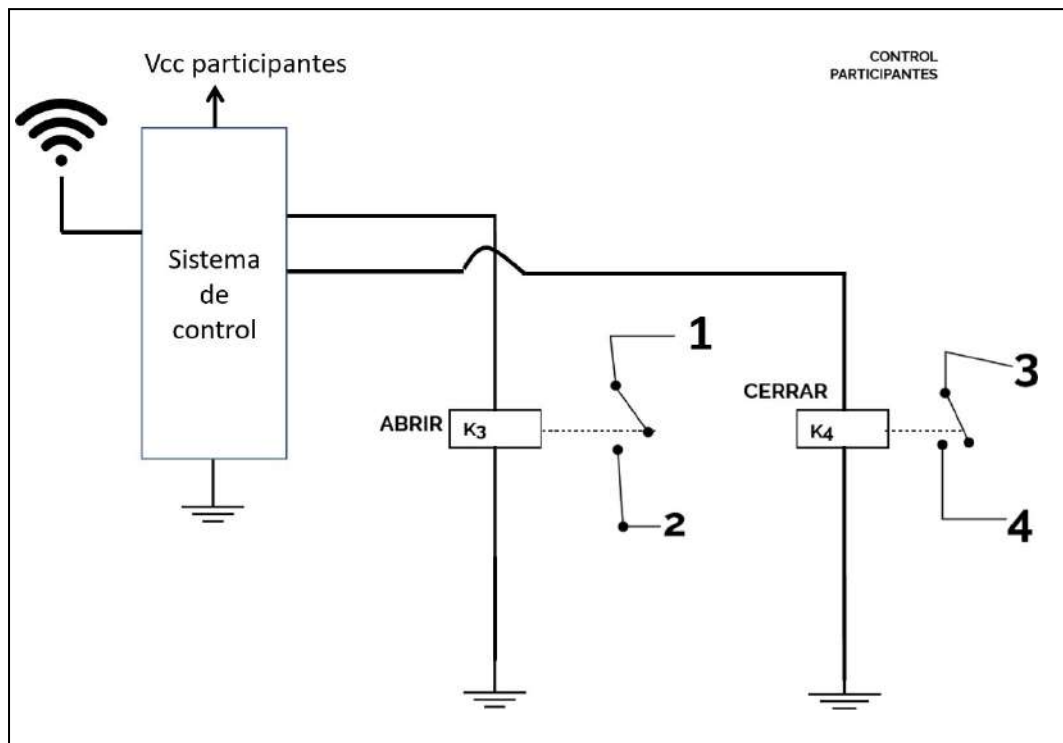 Vcc participantes
CONTROL
PARTICIPANTES
Sistema
de
control
1
3
CERRAR
ABRIR
K3
K4
2
4